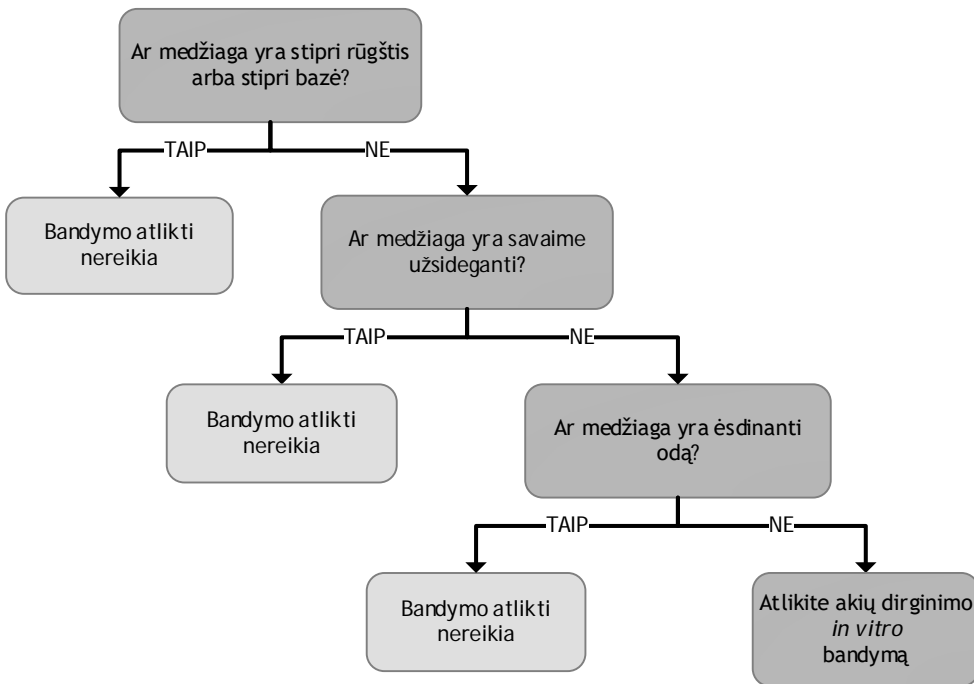 Ar medžiaga yra stipri rūgštis
arba stipri bazė?
TAIP
NE
Bandymo atlikti
nereikia
Ar medžiaga yra savaime
užsideganti?
TAIP
NE
Bandymo atlikti
nereikia
Ar medžiaga yra ėsdinanti
odą?
TAIP
NE
Bandymo atlikti
nereikia
Atlikite akių dirginimo
in vitro
bandymą